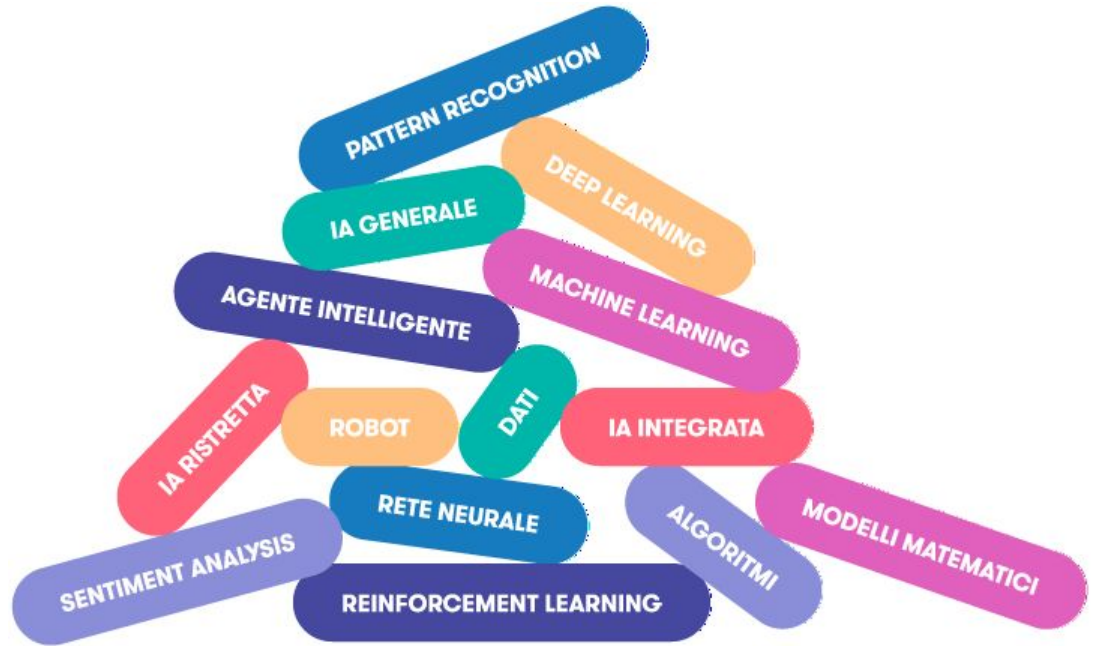 PATTERN RECOGNITION
DEEP LEARNING
IA GENERALE
MACHINE LEARNING
AGENTE INTELLIGENTE
IA RISTRETTA
ROBOT
DATI
IA INTEGRATA
RETE NEURALE
ALGORITMI
MODELLI MATEMATICI
SENTIMENT ANALYSIS
REINFORCEMENT LEARNING